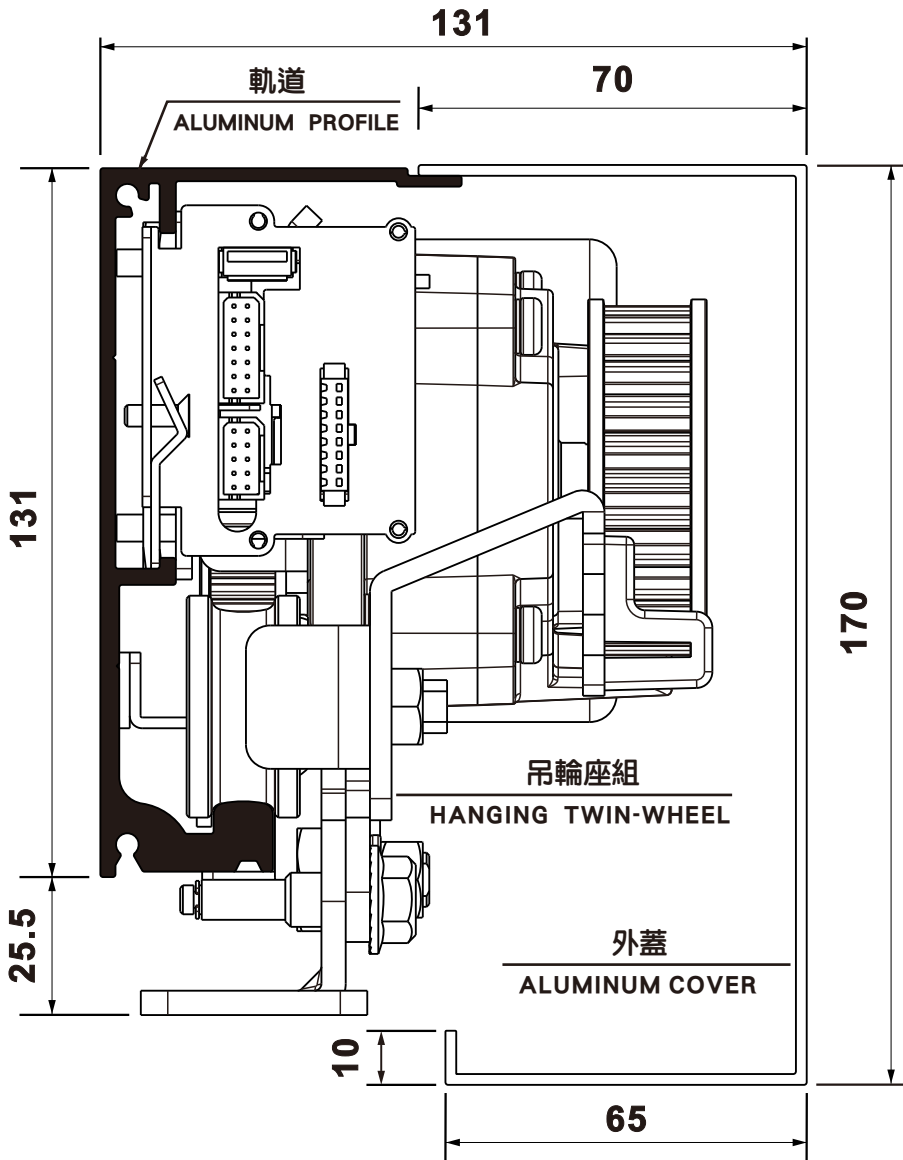 131
70
軌道
ALUMINUM PROFILE
131
170
吊輪座組
HANGING TWIN-WHEEL
25.5
外蓋
ALUMINUM COVER
10
65